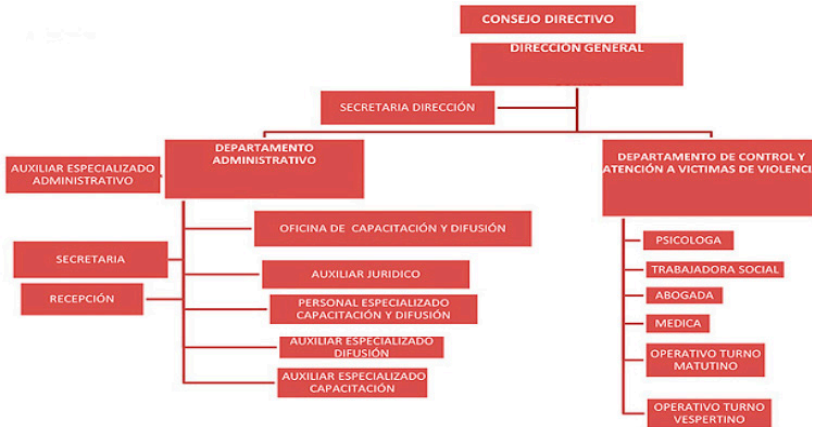 CONSEJO DIRECTIVO
DIRECCIÓN GENERAL
SECRETARIA DIRECCIÓN
DEPARTAMENTO
ADMINISTRATIVO
AUXILIAR ESPECIALIZADO
ADMINISTRATIVO
OFICINA DE CAPACITACIÓN Y DIFUSIÓN
SECRETARIA
AUXILIAR JURIDICO
RECEPCIÓN
PERSONAL ESPECIALIZADO
CAPACITACIÓN Y DIFUSIÓN
AUXILIAR ESPECIALIZADO
DIFUSIÓN
AUXILIAR ESPECIALIZADO
CAPACITACIÓN
DEPARTAMENTO DE CONTROL Y
ATENCIÓN A VICTIMAS DE VIOLENCI
PSICOLOGA
TRABAJADORA SOCIAL
ABOGADA
MEDICA
OPERATIVO TURNO
MATUTINO
OPERATIVO TURNO
VESPERTINO